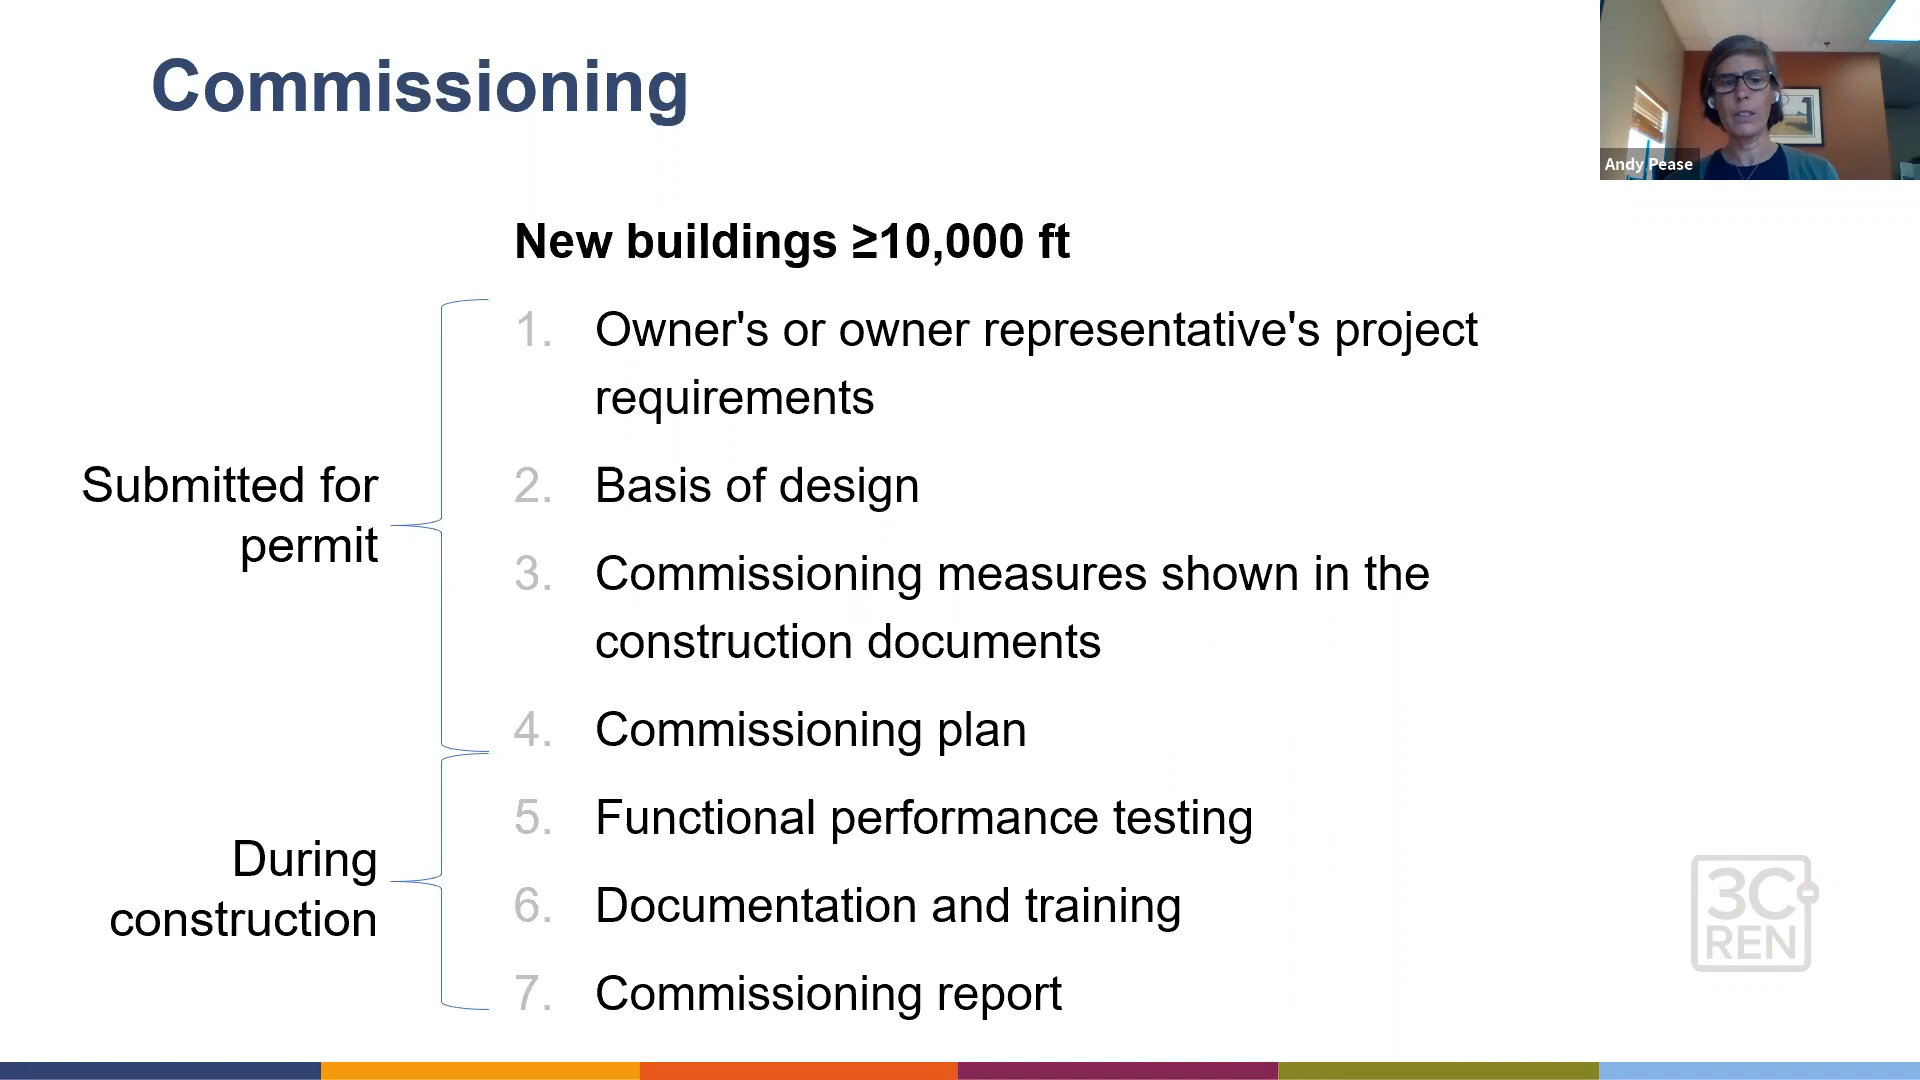 Commissioning
Andy Pease
New buildings ≥10,000 ft
1. Owner's or owner representative's project
requirements
2. Basis of design
3. Commissioning measures shown in the
construction documents
4. Commissioning plan
5. Functional performance testing
6. Documentation and training
7. Commissioning report
Submitted for
permit
During
construction
3C-
REN